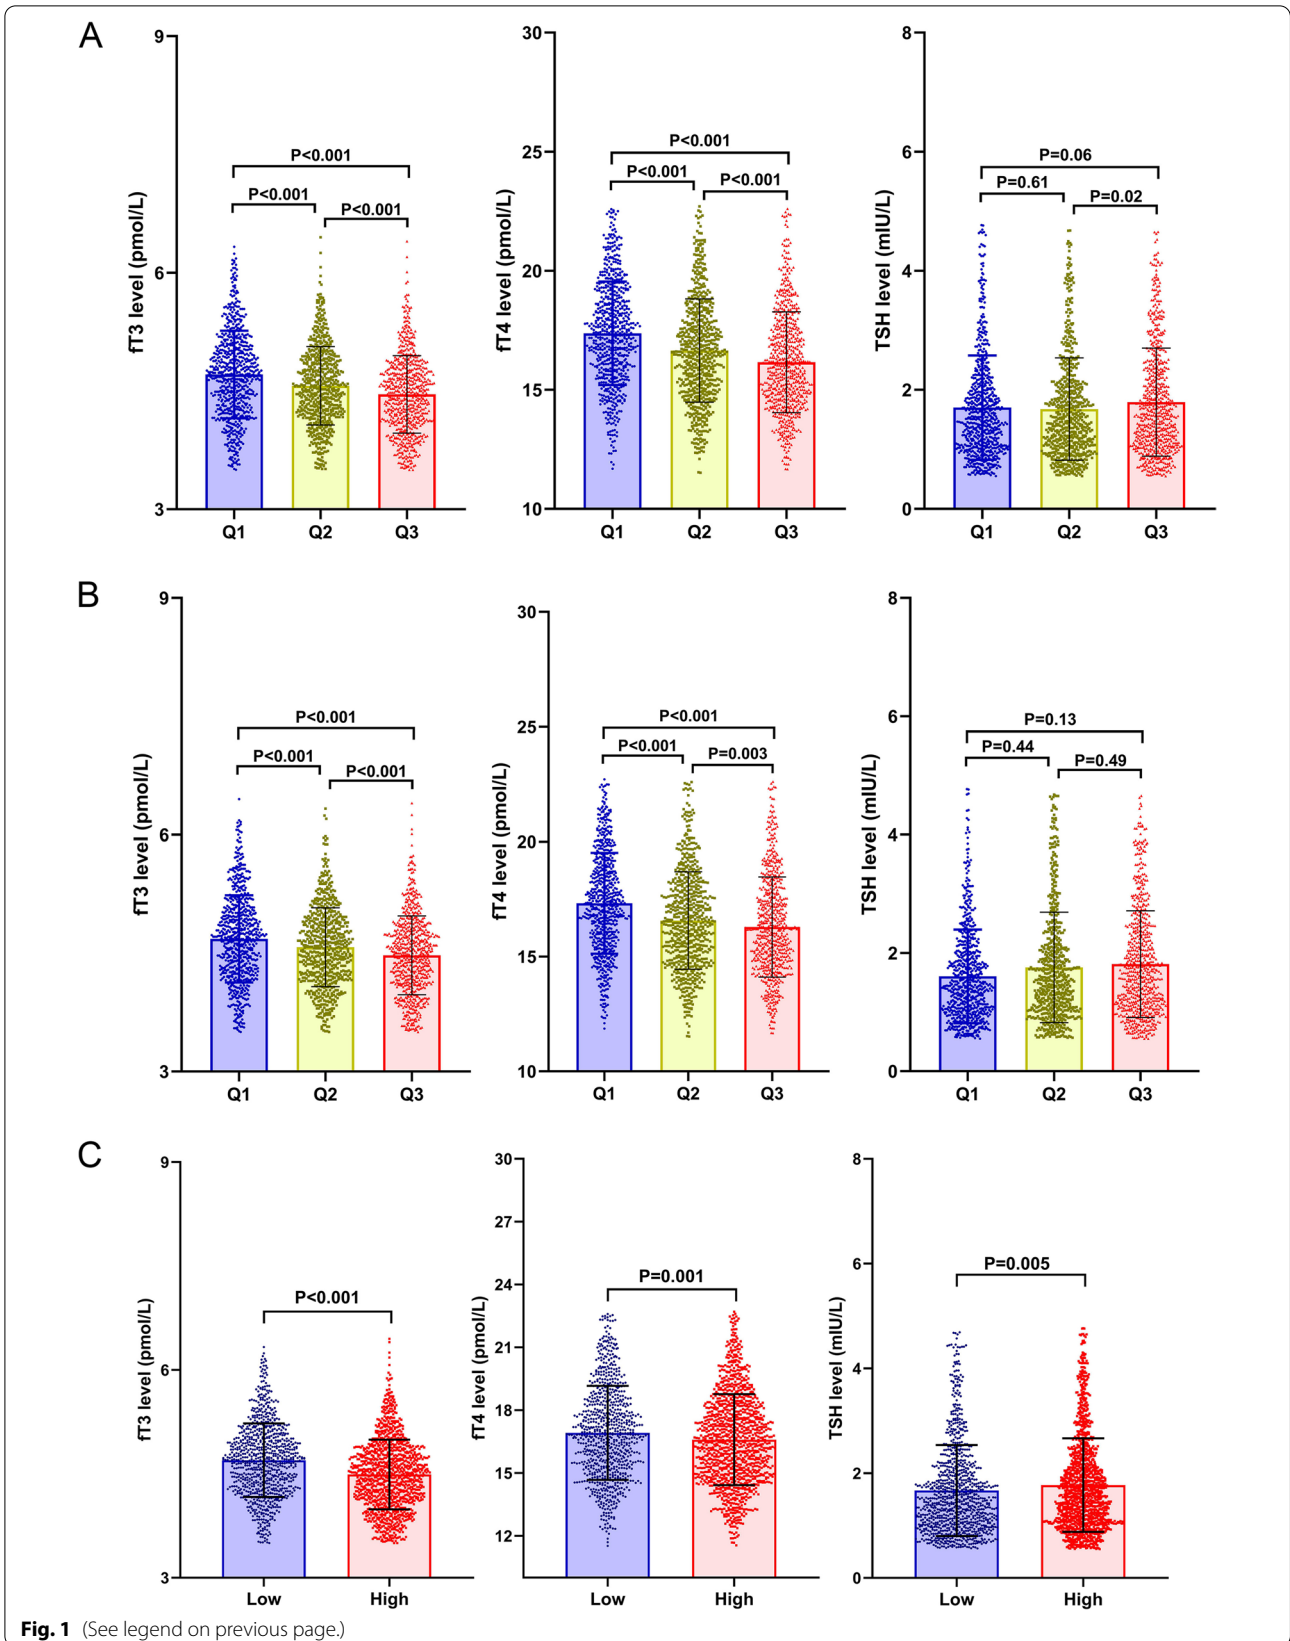 A
9
6
3
fT3 level (pmol/L)
P<0.001
P<0.001
P<0.001
Q1 Q2 Q3
30
25
20
15
10
fT4 level (pmol/L)
P<0.001
P<0.001
P<0.001
Q1 Q2 Q3
8
6
4
2
0
TSH level (mIU/L)
P=0.06
P=0.61
P=0.02
Q1 Q2 Q3
B
9
6
3
fT3 level (pmol/L)
P<0.001
P<0.001
P<0.001
Q1 Q2 Q3
30
25
20
15
10
fT4 level (pmol/L)
P<0.001
P<0.001
P=0.003
Q1 Q2 Q3
8
6
4
2
0
TSH level (mIU/L)
P=0.13
P=0.44
P=0.49
Q1 Q2 Q3
C
9
6
3
fT3 level (pmol/L)
P<0.001
Low High
30
27
24
21
18
15
12
fT4 level (pmol/L)
P=0.001
Low High
8
6
4
2
0
TSH level (mIU/L)
P=0.005
Low High
Fig. 1 (See legend on previous page.)